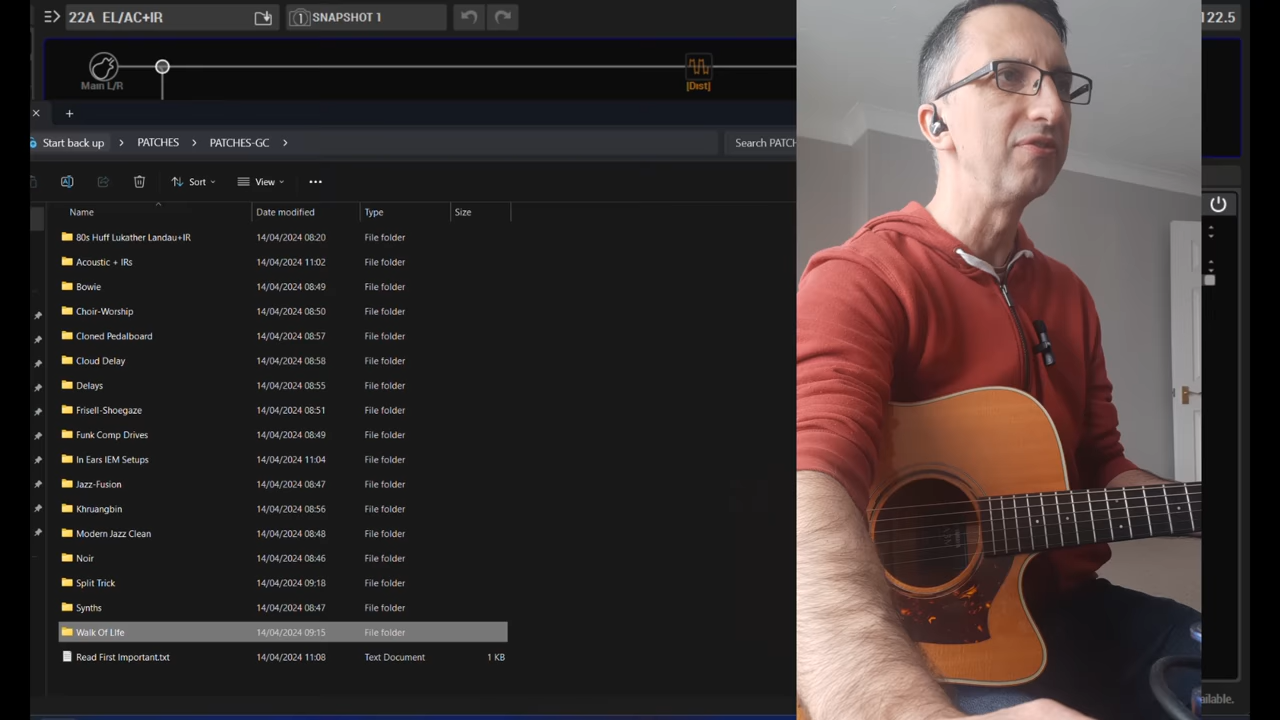 22A EL/AC+IR
1 SNAPSHOT 1
122.5
Main L/R
|Dist|
Start back up > PATCHES > PATCHES-GC >
Search PATCH
Sort
View
Name Date modified Type Size
80s Huff Lukather Landau+IR 14/04/2024 08:20 File folder
Acoustic + IRs 14/04/2024 11:02 File folder
Bowie 14/04/2024 08:49 File folder
Choir-Worship 14/04/2024 08:50 File folder
Cloned Pedalboard 14/04/2024 08:57 File folder
Cloud Delay 14/04/2024 08:58 File folder
Delays 14/04/2024 08:55 File folder
Frisell-Shoegaze 14/04/2024 08:51 File folder
Funk Comp Drives 14/04/2024 08:49 File folder
In Ears IEM Setups 14/04/2024 11:04 File folder
Jazz-Fusion 14/04/2024 08:47 File folder
Khruangbin 14/04/2024 08:56 File folder
Modern Jazz Clean 14/04/2024 08:48 File folder
Noir 14/04/2024 08:46 File folder
Split Trick 14/04/2024 09:18 File folder
Synths 14/04/2024 08:47 File folder
Walk Of LIfe 14/04/2024 09:15 File folder
Read First Important.txt 14/04/2024 11:08 Text Document 1 KB
ailable.